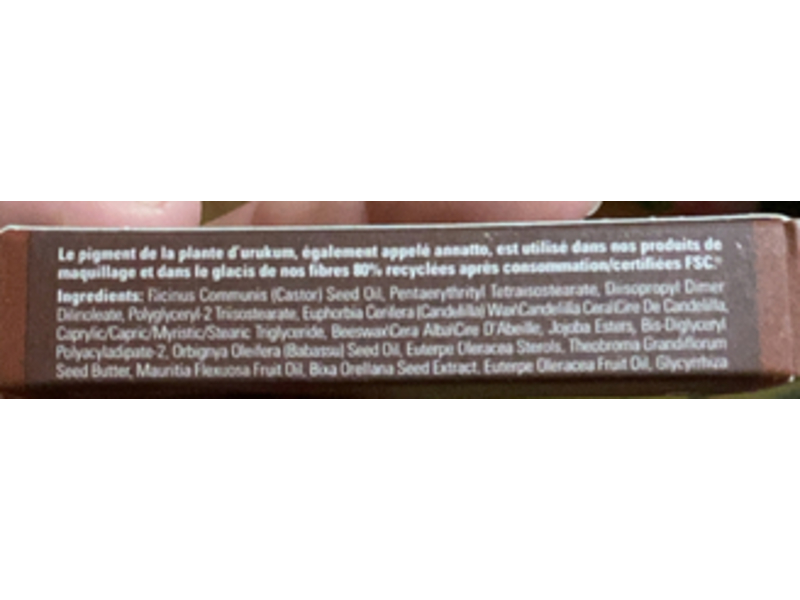 Le pigment de la plante d'urukum, également appelé annatto, est utilisé dans nos produits de
maquillage et dans le glacis de nos fibres 80% recyclées après consommation/certifiées FSC.®
Ingredients: Ricinus Communis (Castor) Seed Oil, Pentaerythrityl Tetraisostearate, Diisopropyl Dimer
Dilinoleate, Polyglyceryl-2 Triisostearate, Euphorbia Cerifera (Candelilla) Wax\Candelilla Cera\Cire De Candelilla,
Caprylic/Capric/Myristic/Stearic Triglyceride, Beeswax\Cera Alba\Cire D'Abeille, Jojoba Esters, Bis-Diglyceryl
Polyacyladipate-2, Orbignya Oleifera (Babassu) Seed Oil, Euterpe Oleracea Sterols, Theobroma Grandiflorum
Seed Butter, Mauritia Flexuosa Fruit Oil, Bixa Orellana Seed Extract, Euterpe Oleracea Fruit Oil, Glycyrrhiza